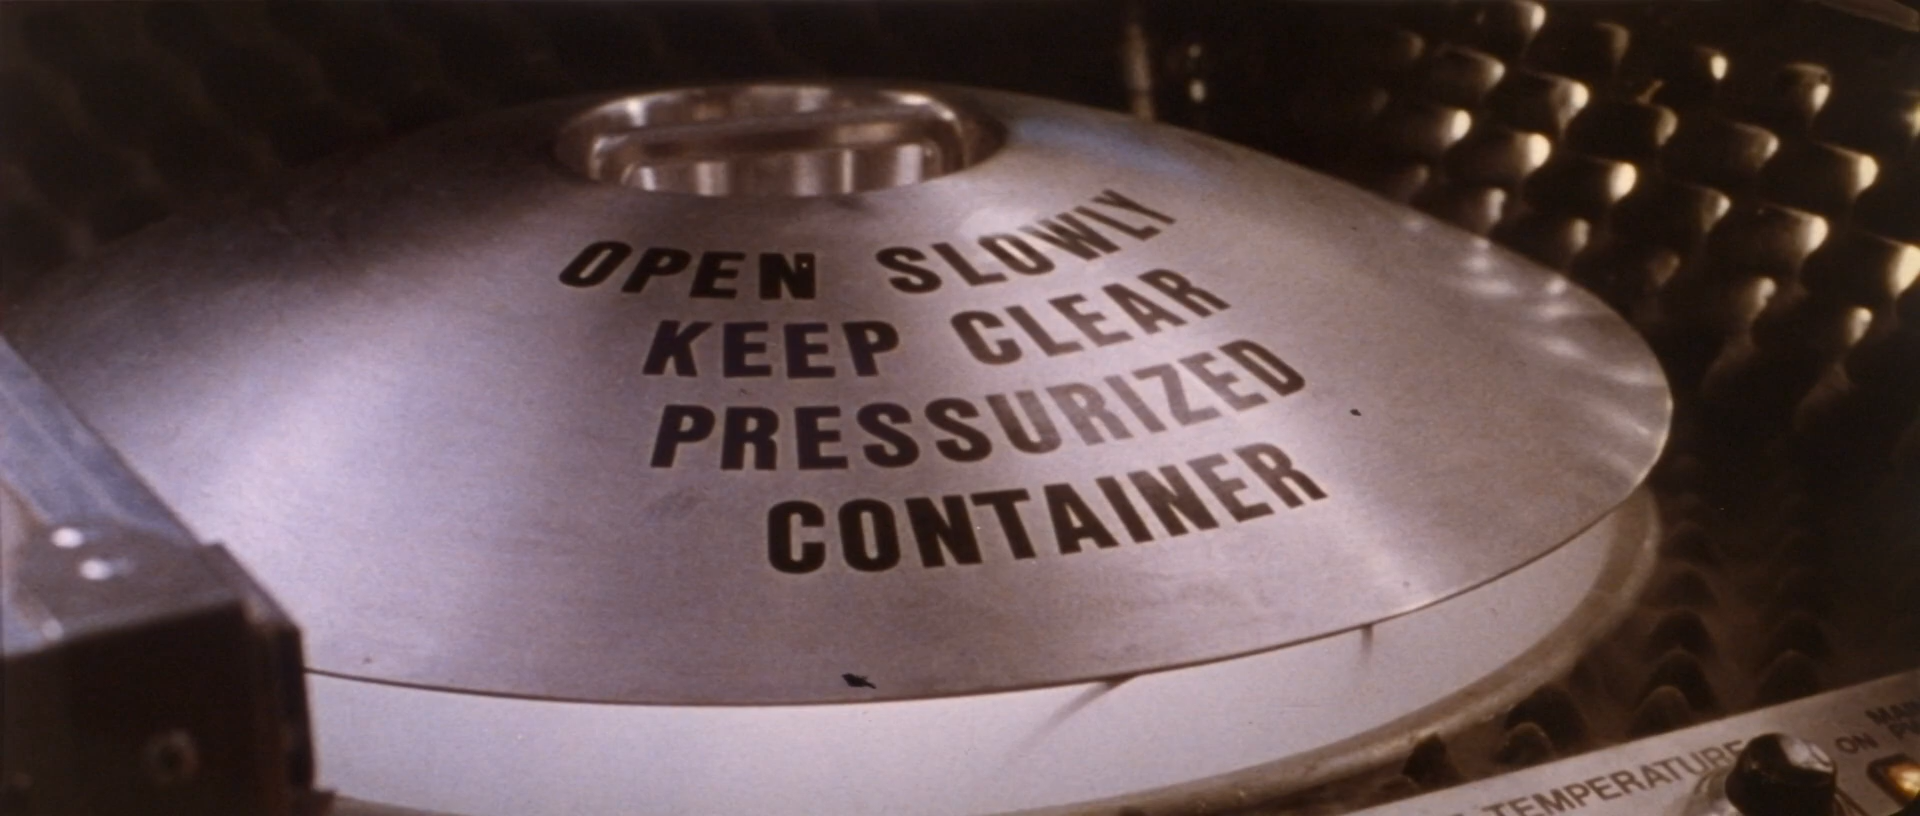 OPEN SLOWLY
KEEP CLEAR
PRESSURIZED
CONTAINER
TEMPERATURE
ON